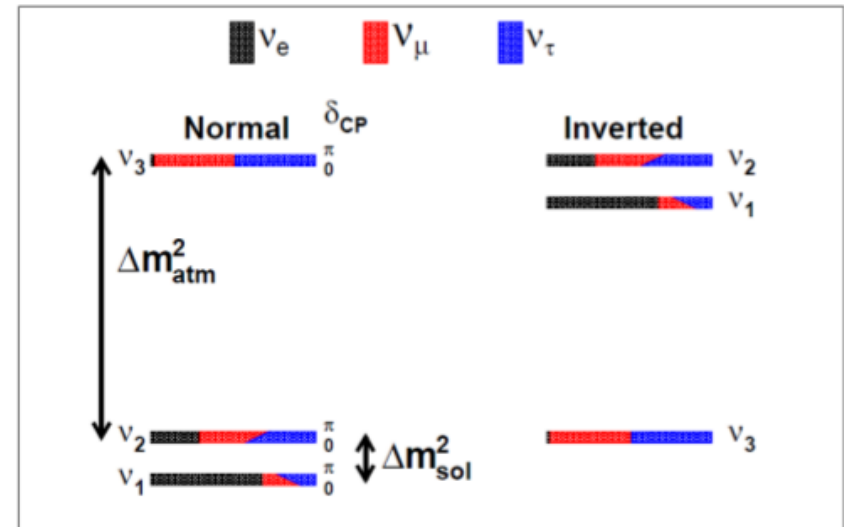 νe νμ ντ
Normal δCP Inverted
ν3 π 0 ν2
ν1
Δm²atm
ν2 π 0 ν3
Δm²sol
ν1 π 0